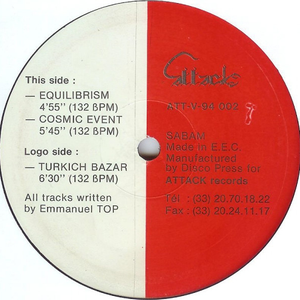 This side :
— EQUILIBRISM
4'55'' (132 BPM)
— COSMIC EVENT
5'45'' (132 BPM)
Logo side :
— TURKICH BAZAR
6'30'' (132 BPM)
All tracks written
by Emmanuel TOP
Attack
ATT-V-94 002
SABAM
Made in E.E.C.
Manufactured
by Disco Press for
ATTACK records
Tel : (33) 20.70.18.22
Fax : (33) 20.24.11.17